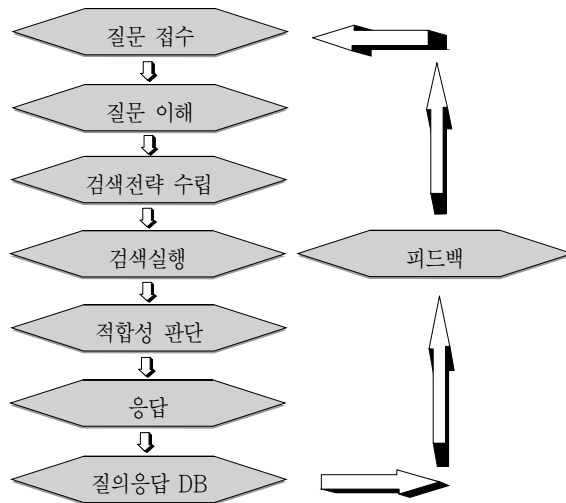 질문 접수
질문 이해
검색전략 수립
검색실행
피드백
적합성 판단
응답
질의응답 DB